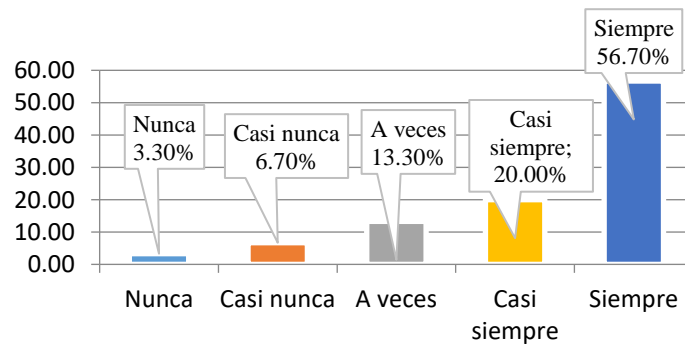 Siempre
56.70%
60.00
50.00
40.00
30.00
20.00
10.00
0.00
Nunca
3.30%
Casi nunca
6.70%
A veces
13.30%
Casi
siempre;
20.00%
Nunca
Casi nunca
A veces
Casi
siempre
Siempre